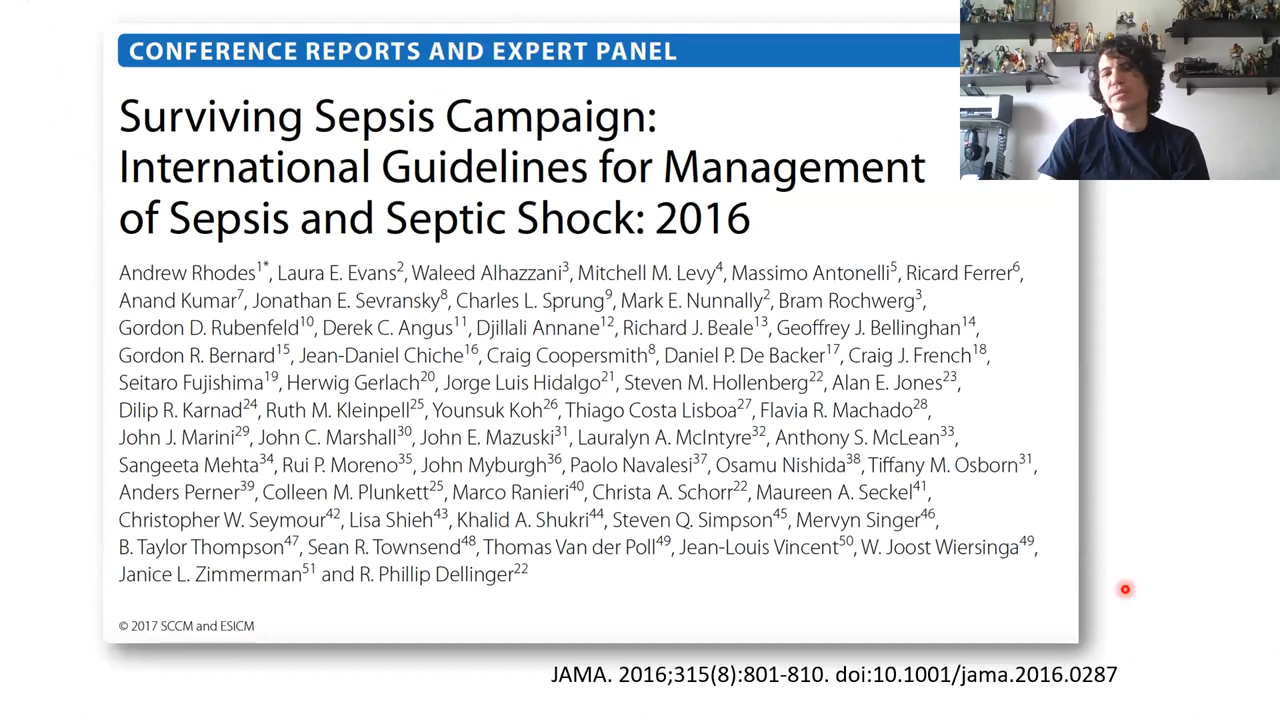 CONFERENCE REPORTS AND EXPERT PANEL
Surviving Sepsis Campaign:
International Guidelines for Management
of Sepsis and Septic Shock: 2016
Andrew Rhodes1*, Laura E. Evans2, Waleed Alhazzani3, Mitchell M. Levy4, Massimo Antonelli5, Ricard Ferrer6,
Anand Kumar7, Jonathan E. Sevransky8, Charles L. Sprung9, Mark E. Nunnally2, Bram Rochwerg3,
Gordon D. Rubenfeld10, Derek C. Angus11, Djillali Annane12, Richard J. Beale13, Geoffrey J. Bellinghan14,
Gordon R. Bernard15, Jean-Daniel Chiche16, Craig Coopersmith8, Daniel P. De Backer17, Craig J. French18,
Seitaro Fujishima19, Herwig Gerlach20, Jorge Luis Hidalgo21, Steven M. Hollenberg22, Alan E. Jones23,
Dilip R. Karnad24, Ruth M. Kleinpell25, Younsuk Koh26, Thiago Costa Lisboa27, Flavia R. Machado28,
John J. Marini29, John C. Marshall30, John E. Mazuski31, Lauralyn A. McIntyre32, Anthony S. McLean33,
Sangeeta Mehta34, Rui P. Moreno35, John Myburgh36, Paolo Navalesi37, Osamu Nishida38, Tiffany M. Osborn31,
Anders Perner39, Colleen M. Plunkett25, Marco Ranieri40, Christa A. Schorr22, Maureen A. Seckel41,
Christopher W. Seymour42, Lisa Shieh43, Khalid A. Shukri44, Steven Q. Simpson45, Mervyn Singer46,
B. Taylor Thompson47, Sean R. Townsend48, Thomas Van der Poll49, Jean-Louis Vincent50, W. Joost Wiersinga49,
Janice L. Zimmerman51 and R. Phillip Dellinger22
© 2017 SCCM and ESICM
JAMA. 2016;315(8):801-810. doi:10.1001/jama.2016.0287